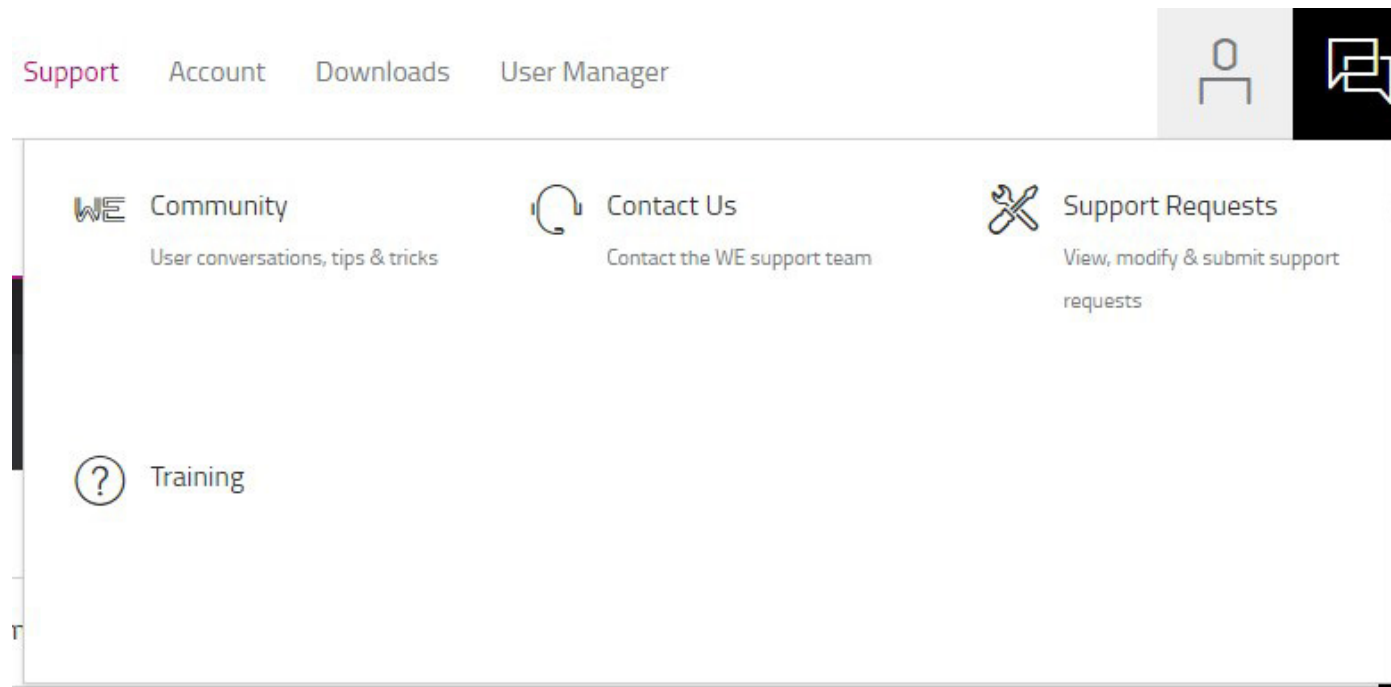 Support Account Downloads User Manager
WE Community
User conversations, tips & tricks
Contact Us
Contact the WE support team
Support Requests
View, modify & submit support
requests
? Training